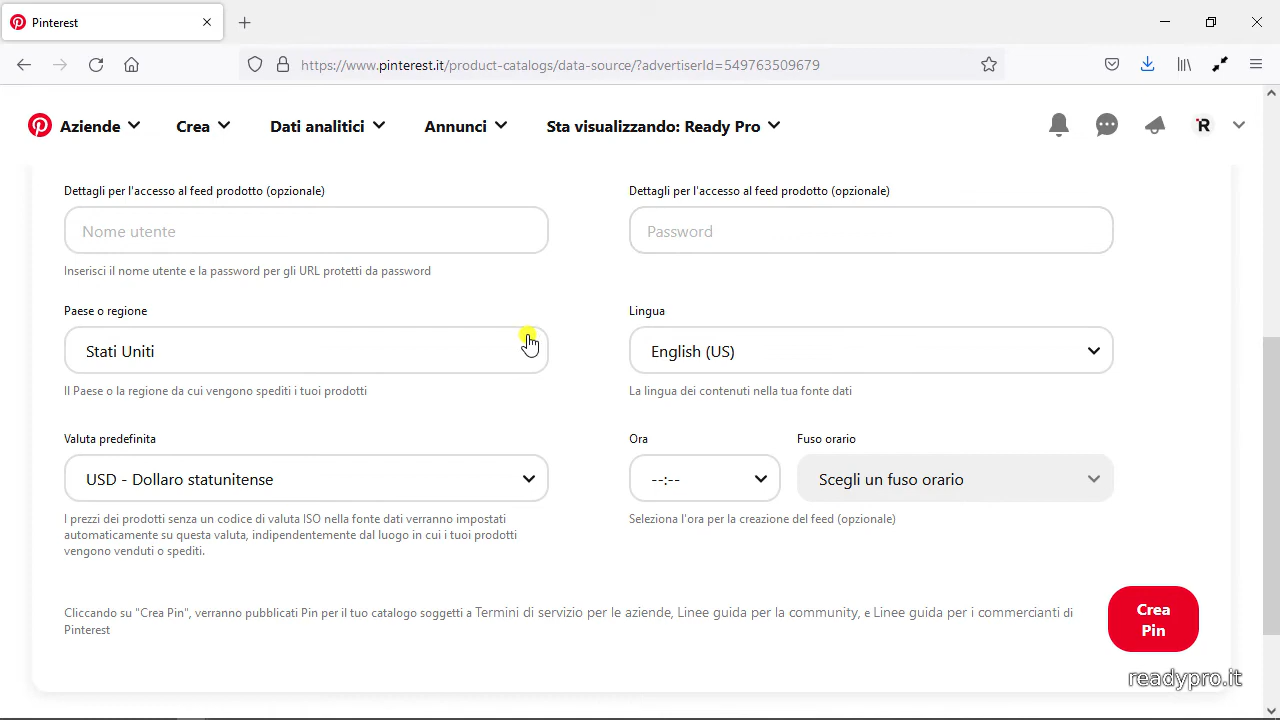 Pinterest
https://www.pinterest.it/product-catalogs/data-source/?advertiserId=549763509679
Aziende Crea Dati analitici Annunci Sta visualizzando: Ready Pro
R
Dettagli per l'accesso al feed prodotto (opzionale)
Dettagli per l'accesso al feed prodotto (opzionale)
Nome utente
Password
Inserisci il nome utente e la password per gli URL protetti da password
Paese o regione
Lingua
Stati Uniti
English (US)
Il Paese o la regione da cui vengono spediti i tuoi prodotti
La lingua dei contenuti nella tua fonte dati
Valuta predefinita
Ora
Fuso orario
USD - Dollaro statunitense
--:--
Scegli un fuso orario
I prezzi dei prodotti senza un codice di valuta ISO nella fonte dati verranno impostati
automaticamente su questa valuta, indipendentemente dal luogo in cui i tuoi prodotti
vengono venduti o spediti.
Seleziona l'ora per la creazione del feed (opzionale)
Cliccando su "Crea Pin", verranno pubblicati Pin per il tuo catalogo soggetti a Termini di servizio per le aziende, Linee guida per la community, e Linee guida per i commercianti di
Pinterest
Crea
Pin
readypro.it